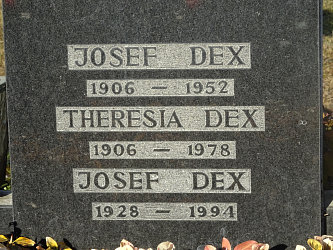 JOSEF DEX
1906 — 1952
THERESIA DEX
1906 — 1978
JOSEF DEX
1928 — 1994